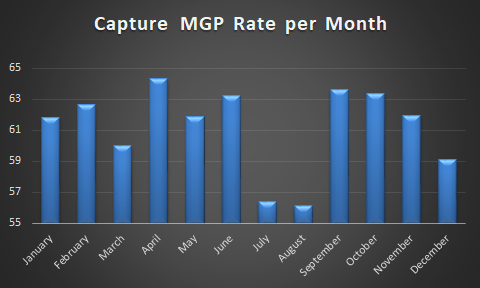 Capture MGP Rate per Month
65
63
61
59
57
55
January
February
March
April
May
June
July
August
September
October
November
December